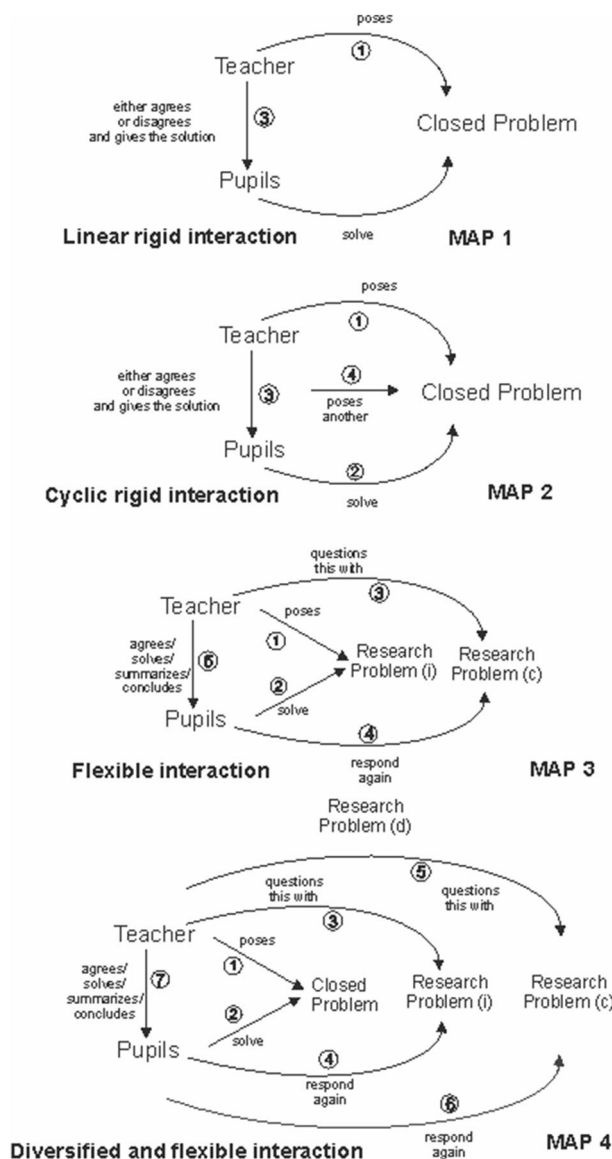 poses
①
Teacher
either agrees
or disagrees
and gives the solution
③
Closed Problem
Pupils
Linear rigid interaction
solve
MAP 1
poses
①
Teacher
either agrees
or disagrees
and gives the solution
③
④
poses
another
Closed Problem
Pupils
②
Cyclic rigid interaction
solve
MAP 2
questions
this with
③
Teacher
poses
①
agrees/
solves/
summarizes/
concludes
Research
Problem (i)
Research
Problem (c)
②
solve
Pupils
④
respond
again
Flexible interaction
MAP 3
Research
Problem (d)
⑤
questions
this with
questions
this with
③
Teacher
poses
①
agrees/
solves/
summarizes/
concludes
⑦
Closed
Problem
Research
Problem (i)
Research
Problem (c)
②
solve
Pupils
④
respond
again
⑥
respond
again
Diversified and flexible interaction
MAP 4